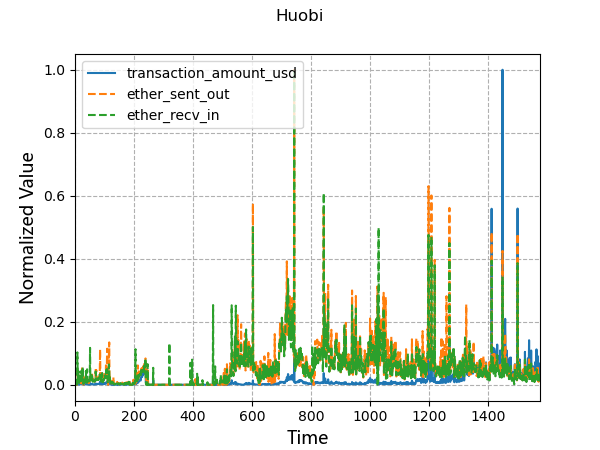 Huobi
1.0
0.8
0.6
0.4
0.2
0.0
Normalized Value
transaction_amount_usd
ether_sent_out
ether_recv_in
0 200 400 600 800 1000 1200 1400
Time